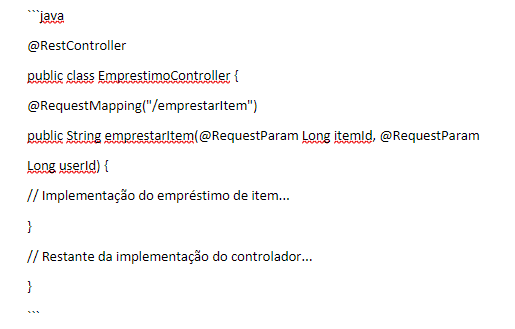 ```java
@RestController
public class EmprestimoController {
@RequestMapping("/emprestarItem")
public String emprestarItem(@RequestParam Long itemId, @RequestParam
Long userId) {
// Implementação do empréstimo de item...
}
// Restante da implementação do controlador...
}
```